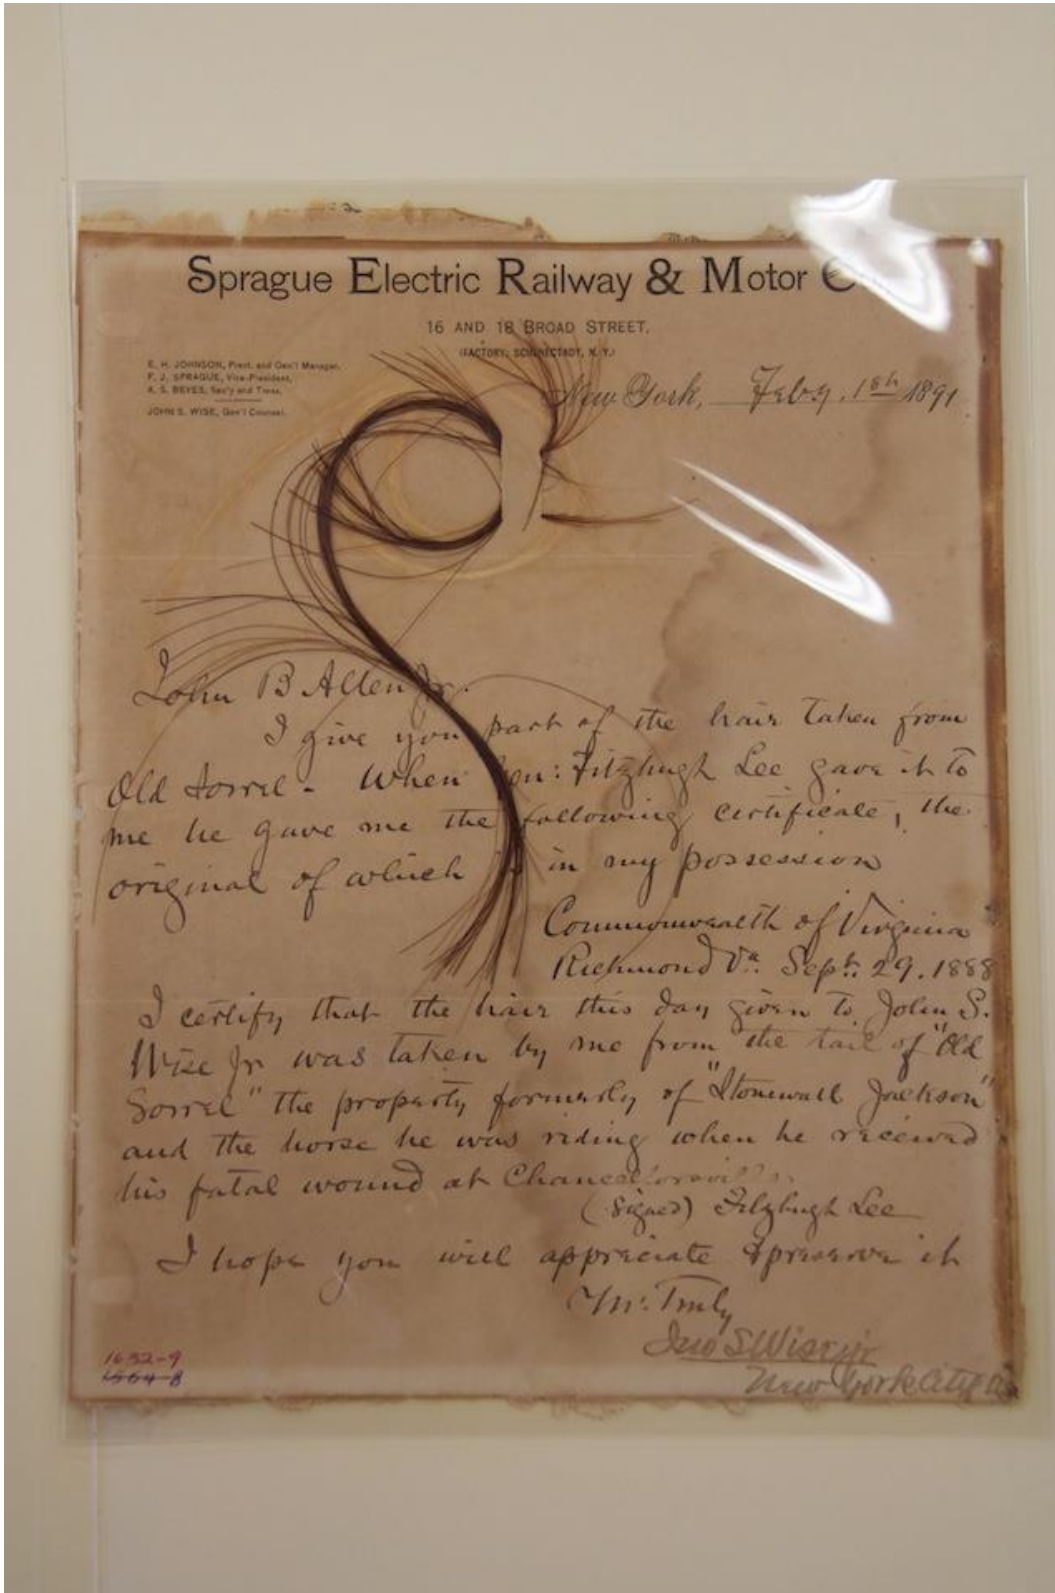 Sprague Electric Railway & Motor
16 AND 18 BROAD STREET.
(FACTORY: SCHENECTADY, N.Y.)
E. H. JOHNSON, Prest. and Gen'l Manager.
F. J. SPRAGUE, Vice-President.
A. S. BEVES, Sec'y and Treas.
JOHN S. WISE, Gen'l Counsel.
New York, Feby. 18th 1891
John B Allen Jr.
I give you part of the hair taken from
Old Sorrel - When Gen: Fitzhugh Lee gave it to
me he gave me the following certificate, the
original of which is in my possession
Commonwealth of Virginia
Richmond Va. Sept. 29. 1888
I certify that the hair this day given to John S.
Wise Jr was taken by me from the tail of "Old
Sorrel" the property formerly of "Stonewall Jackson"
and the horse he was riding when he received
his fatal wound at Chancellorsville.
(Signed) Fitzhugh Lee
I hope you will appreciate & preserve it
Yrs. Truly
Jno S Wise jr
New York City
1632-9
1564-8